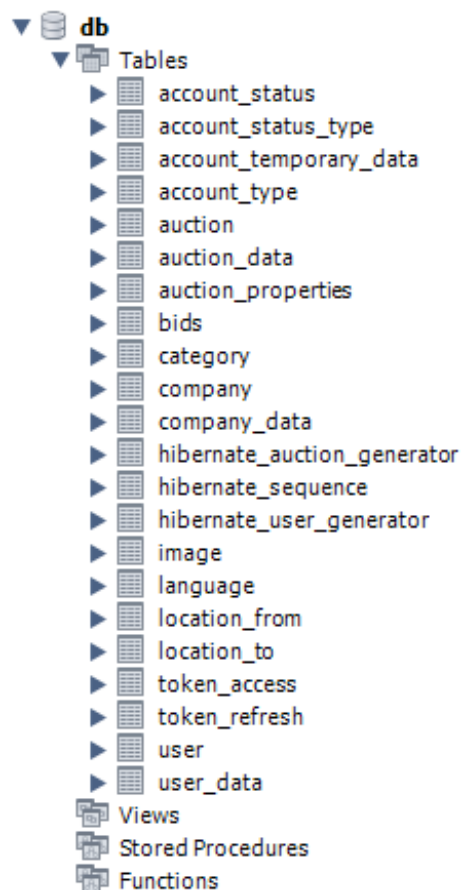 db
Tables
account_status
account_status_type
account_temporary_data
account_type
auction
auction_data
auction_properties
bids
category
company
company_data
hibernate_auction_generator
hibernate_sequence
hibernate_user_generator
image
language
location_from
location_to
token_access
token_refresh
user
user_data
Views
Stored Procedures
Functions